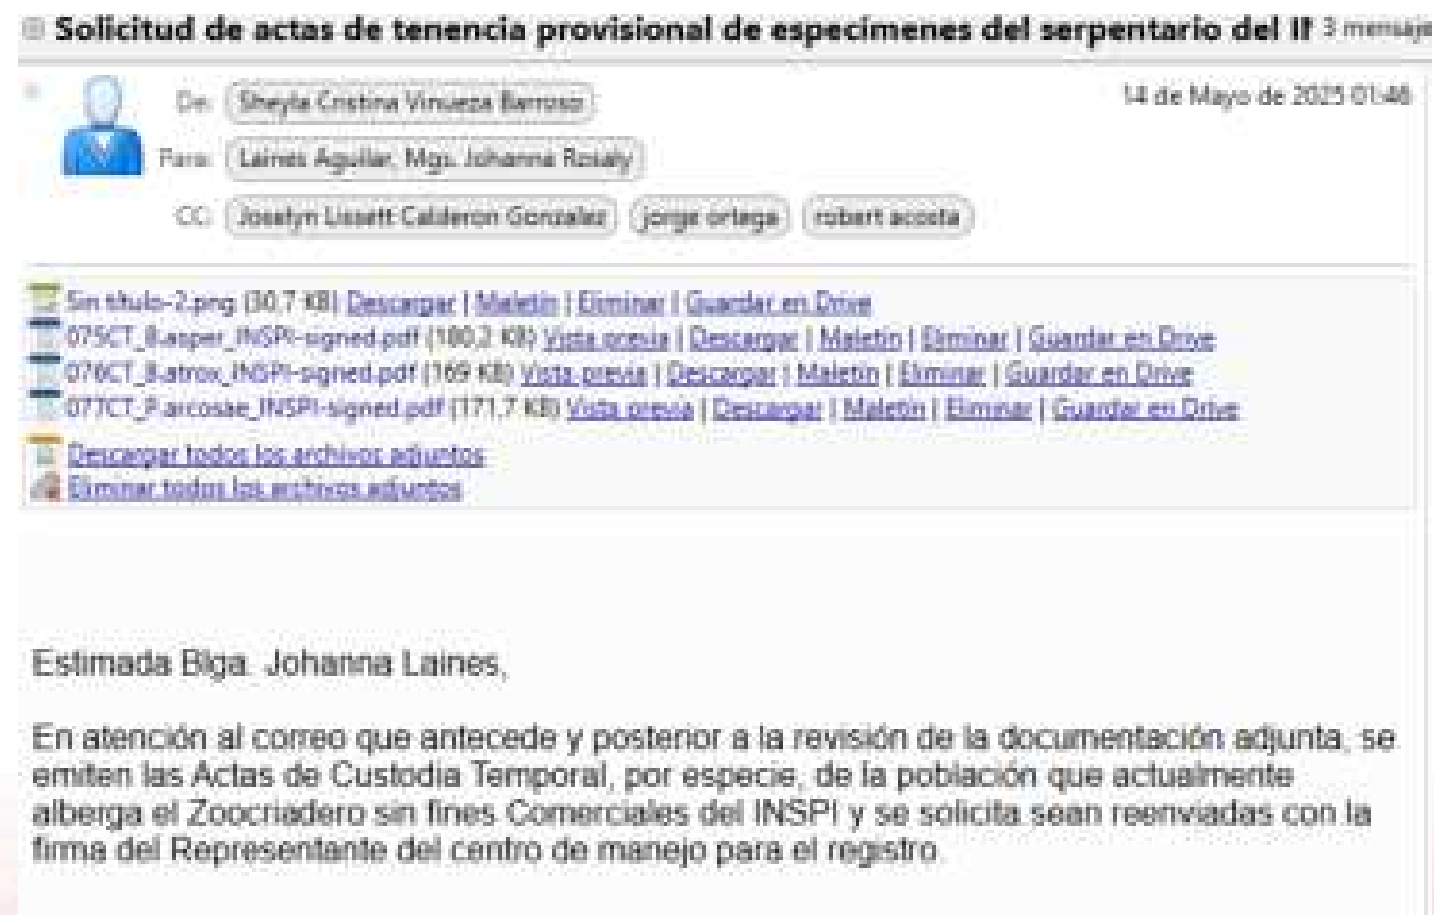 Solicitud de actas de tenencia provisional de especímenes del serpentario del II 3 mensaje
De: Sheyla Cristina Vinueza Barroso 14 de Mayo de 2025 01:46
Para: Laines Aguilar, Mgs. Johanna Rosaly
CC: Joselyn Lissett Calderon Gonzalez jorge ortega robert acosta
Sin título-2.png (30,7 KB) Descargar | Maletín | Eliminar | Guardar en Drive
075CT_B.asper_INSPI-signed.pdf (180,2 KB) Vista previa | Descargar | Maletín | Eliminar | Guardar en Drive
076CT_B.atrox_INSPI-signed.pdf (169 KB) Vista previa | Descargar | Maletín | Eliminar | Guardar en Drive
077CT_P.arcosae_INSPI-signed.pdf (171,7 KB) Vista previa | Descargar | Maletín | Eliminar | Guardar en Drive
Descargar todos los archivos adjuntos
Eliminar todos los archivos adjuntos
Estimada Blga. Johanna Laines,
En atención al correo que antecede y posterior a la revisión de la documentación adjunta, se
emiten las Actas de Custodia Temporal, por especie, de la población que actualmente
alberga el Zoocriadero sin fines Comerciales del INSPI y se solicita sean reenviadas con la
firma del Representante del centro de manejo para el registro.